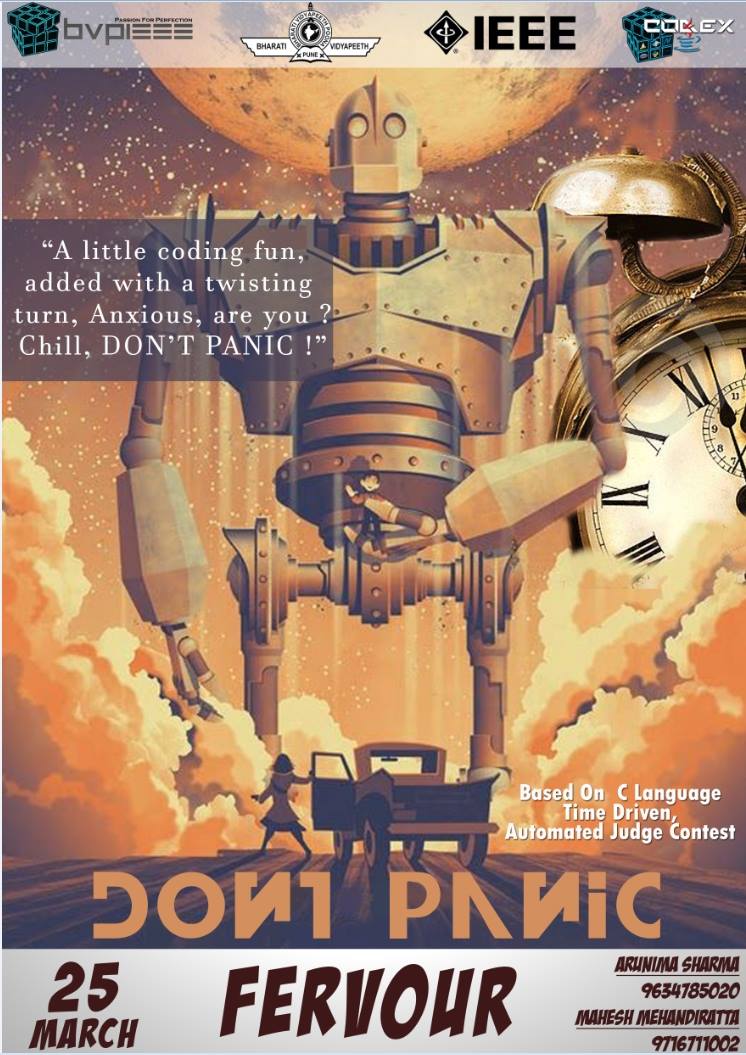 PASSION FOR PERFECTION
bvpieee
BHARATI VIDYAPEETH
PUNE
IEEE
CODEX
"A little coding fun,
added with a twisting
turn, Anxious, are you ?
Chill, DON'T PANIC !"
Based On C Language
Time Driven,
Automated Judge Contest
DONT PANiC
25
MARCH
FERVOUR
ARUNIMA SHARMA
9634785020
MAHESH MEHANDIRATTA
9716711002